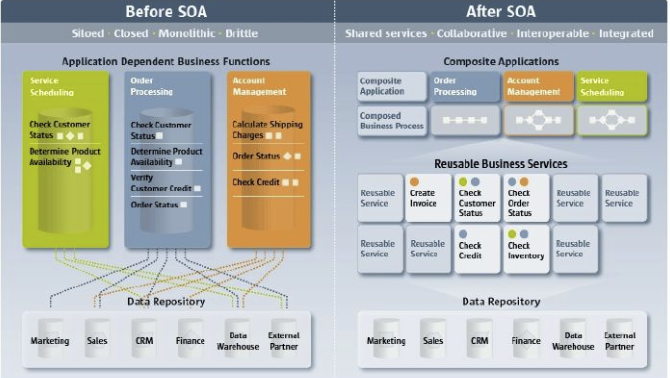 Before SOA
Siloed · Closed · Monolithic · Brittle
Application Dependent Business Functions
Service
Scheduling
Check Customer
Status
Determine Product
Availability
Order
Processing
Check Customer
Status
Determine Product
Availability
Verify
Customer Credit
Order Status
Account
Management
Calculate Shipping
Charges
Order Status
Check Credit
Data Repository
Marketing
Sales
CRM
Finance
Data
Warehouse
External
Partner
After SOA
Shared services · Collaborative · Interoperable · Integrated
Composite Applications
Composite
Application
Order
Processing
Account
Management
Service
Scheduling
Composed
Business Process
Reusable Business Services
Reusable
Service
Create
Invoice
Check
Customer
Status
Check
Order
Status
Reusable
Service
Reusable
Service
Reusable
Service
Reusable
Service
Check
Credit
Check
Inventory
Reusable
Service
Data Repository
Marketing
Sales
CRM
Finance
Data
Warehouse
External
Partner